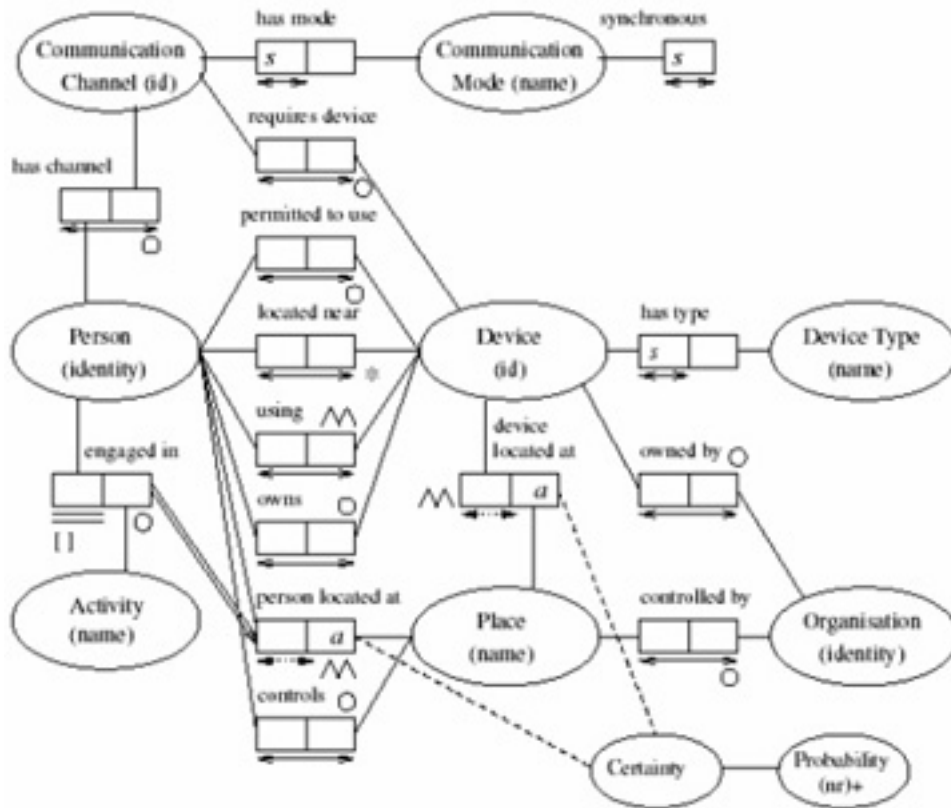 has mode
synchronous
Communication
Channel (id)
s
Communication
Mode (name)
s
requires device
has channel
permitted to use
located near
Person
(identity)
Device
(id)
has type
s
Device Type
(name)
using
device
located at
engaged in
owned by
a
owns
[ ]
Activity
(name)
person located at
a
Place
(name)
controlled by
Organisation
(identity)
controls
Certainty
Probability
(nr)+